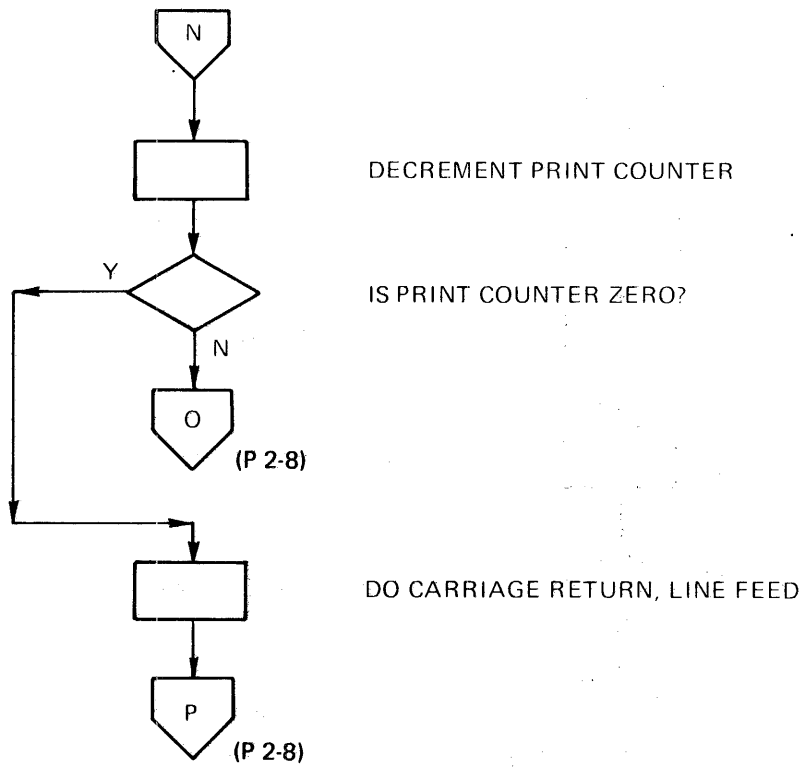 N
DECREMENT PRINT COUNTER
Y
IS PRINT COUNTER ZERO?
N
O
(P 2-8)
DO CARRIAGE RETURN, LINE FEED
P
(P 2-8)